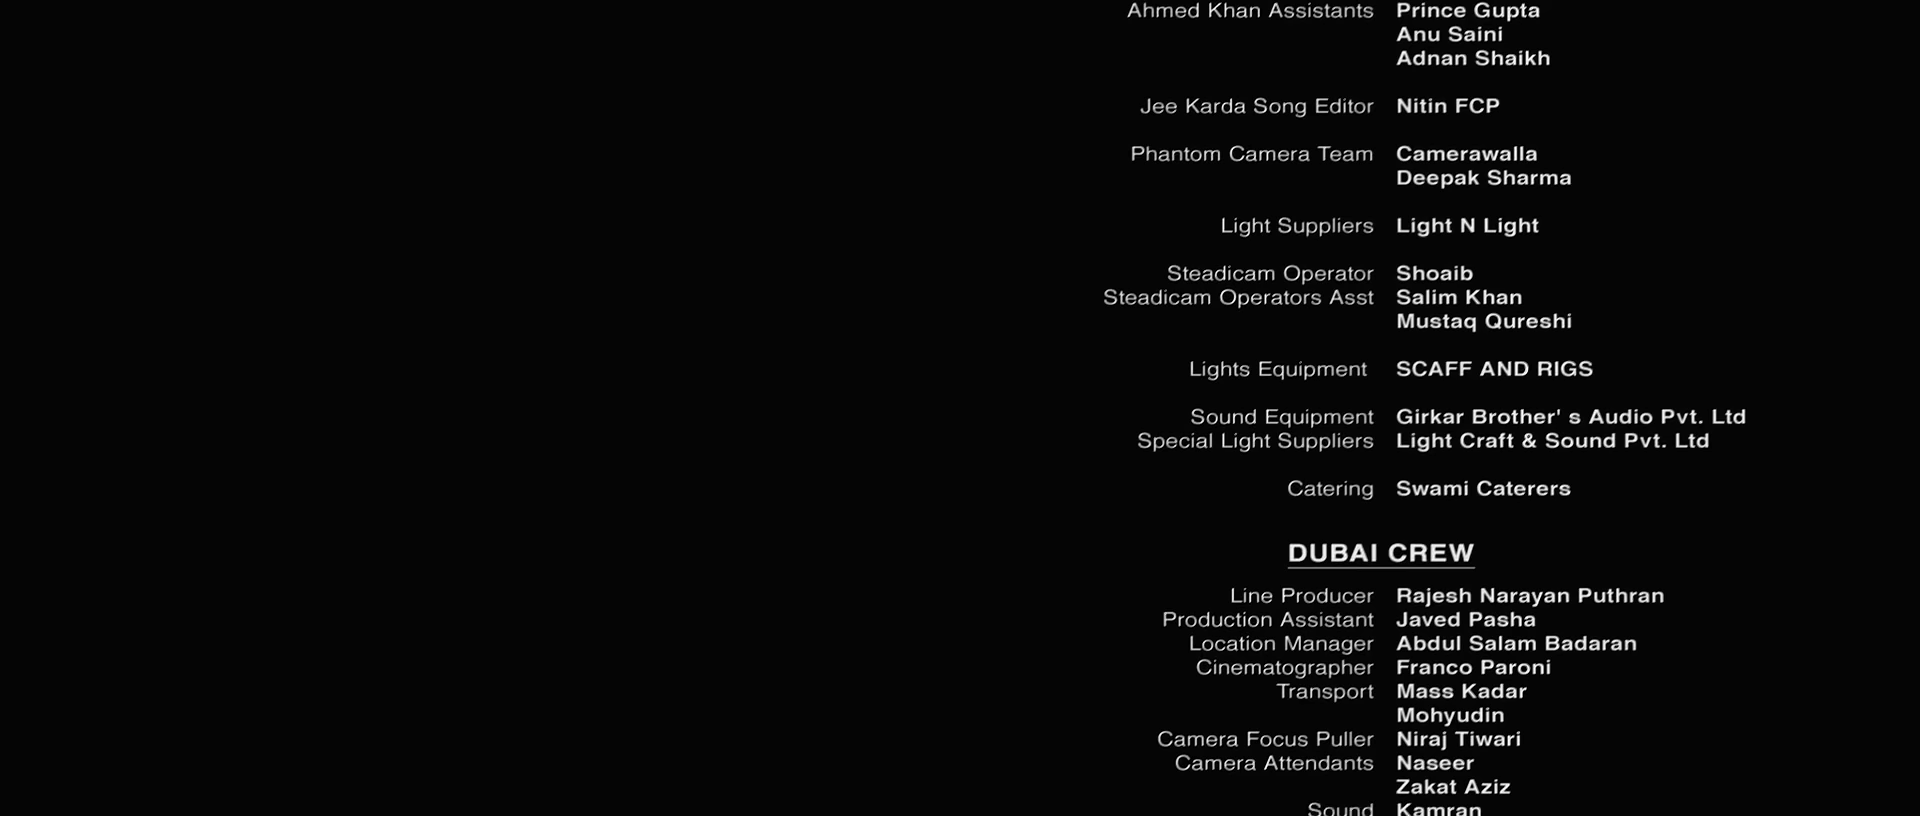 Ahmed Khan Assistants Prince Gupta
Anu Saini
Adnan Shaikh
Jee Karda Song Editor Nitin FCP
Phantom Camera Team Camerawalla
Deepak Sharma
Light Suppliers Light N Light
Steadicam Operator Shoaib
Steadicam Operators Asst Salim Khan
Mustaq Qureshi
Lights Equipment SCAFF AND RIGS
Sound Equipment Girkar Brother' s Audio Pvt. Ltd
Special Light Suppliers Light Craft & Sound Pvt. Ltd
Catering Swami Caterers
DUBAI CREW
Line Producer Rajesh Narayan Puthran
Production Assistant Javed Pasha
Location Manager Abdul Salam Badaran
Cinematographer Franco Paroni
Transport Mass Kadar
Mohyudin
Camera Focus Puller Niraj Tiwari
Camera Attendants Naseer
Zakat Aziz
Sound Kamran